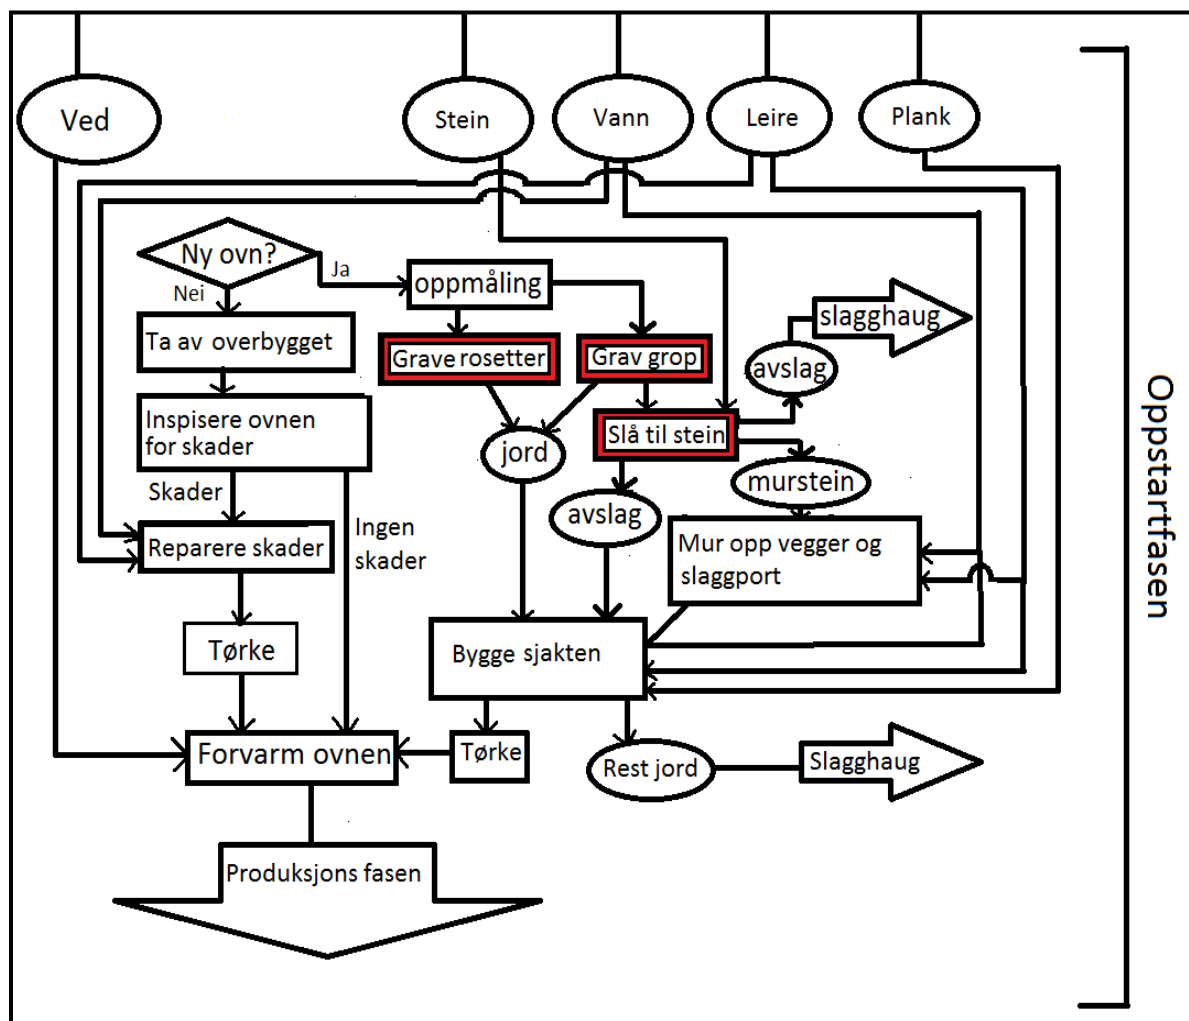 Ved
Stein
Vann
Leire
Plank
Ny ovn?
Ja
Nei
oppmåling
slagghaug
Ta av overbygget
Grave rosetter
Grav grop
avslag
Inspisere ovnen
for skader
Slå til stein
jord
murstein
Skader
avslag
Ingen
skader
Reparere skader
Mur opp vegger og
slaggport
Tørke
Bygge sjakten
Forvarm ovnen
Tørke
Rest jord
Slagghaug
Produksjons fasen
Oppstartfasen